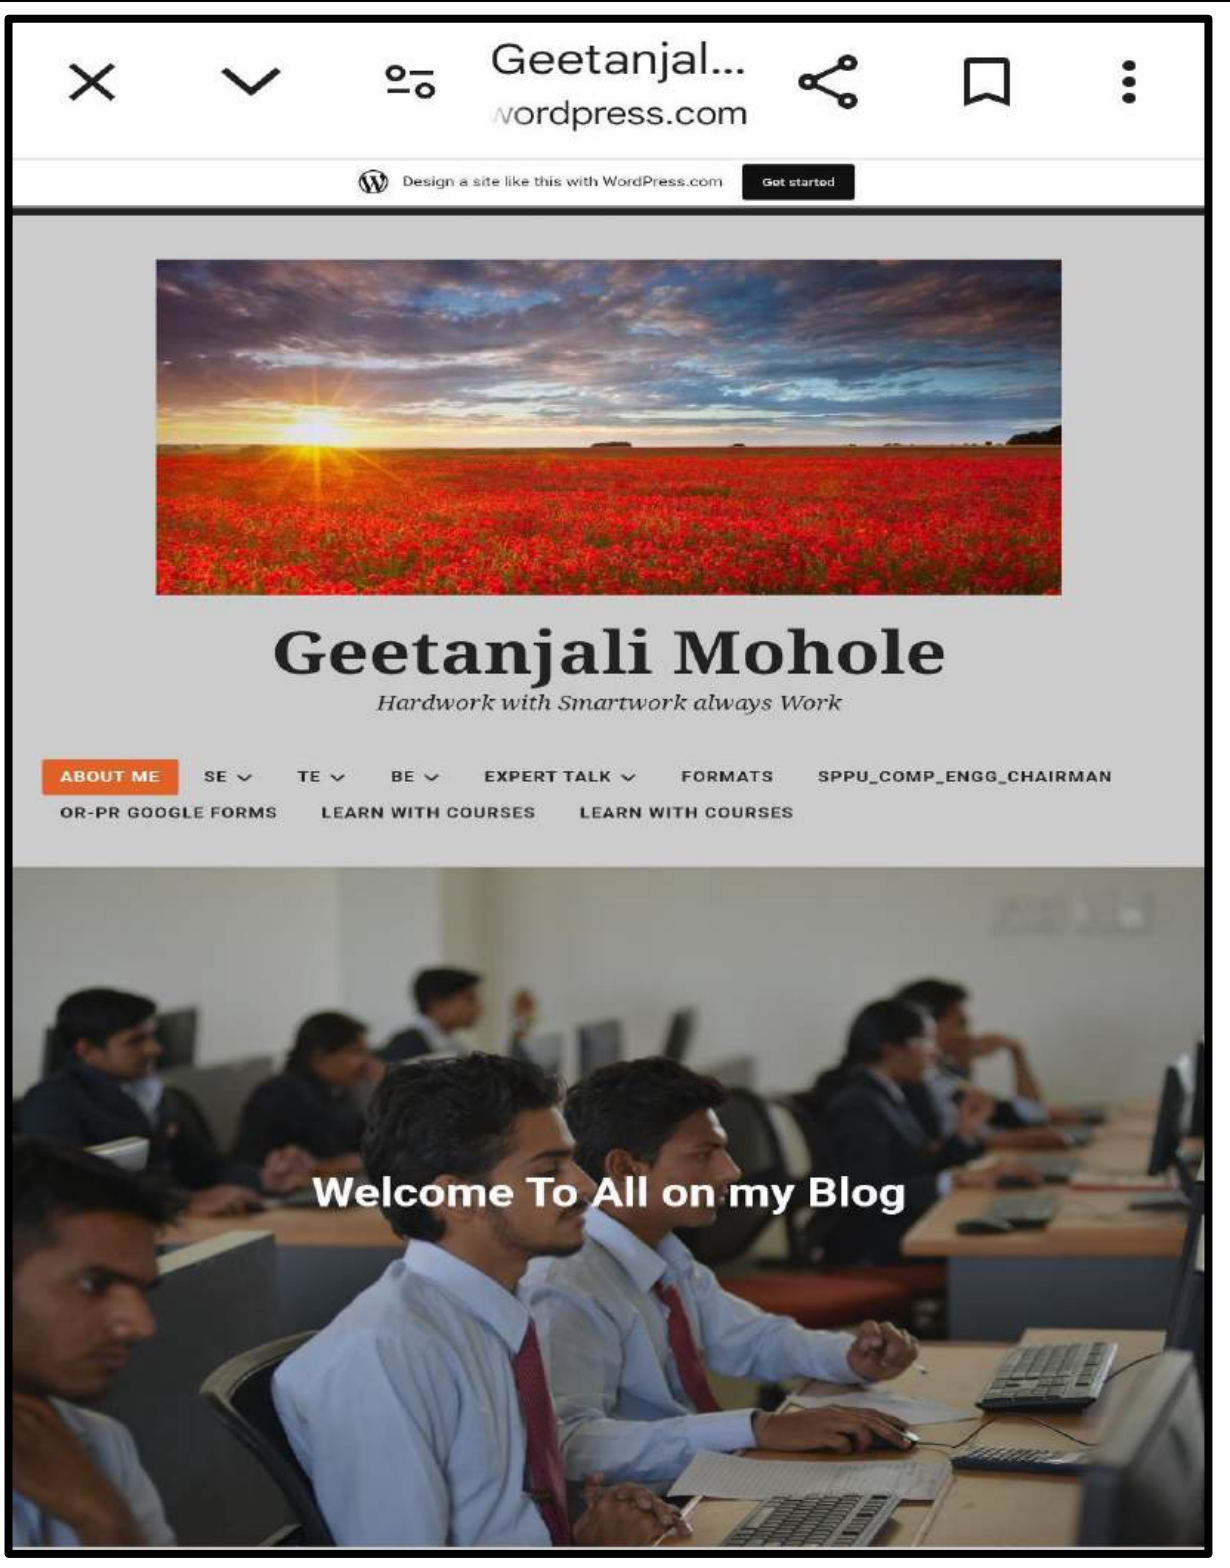 Geetanjal...
wordpress.com
Design a site like this with WordPress.com Get started
Geetanjali Mohole
Hardwork with Smartwork always Work
ABOUT ME SE TE BE EXPERT TALK FORMATS SPPU_COMP_ENGG_CHAIRMAN
OR-PR GOOGLE FORMS LEARN WITH COURSES LEARN WITH COURSES
Welcome To All on my Blog